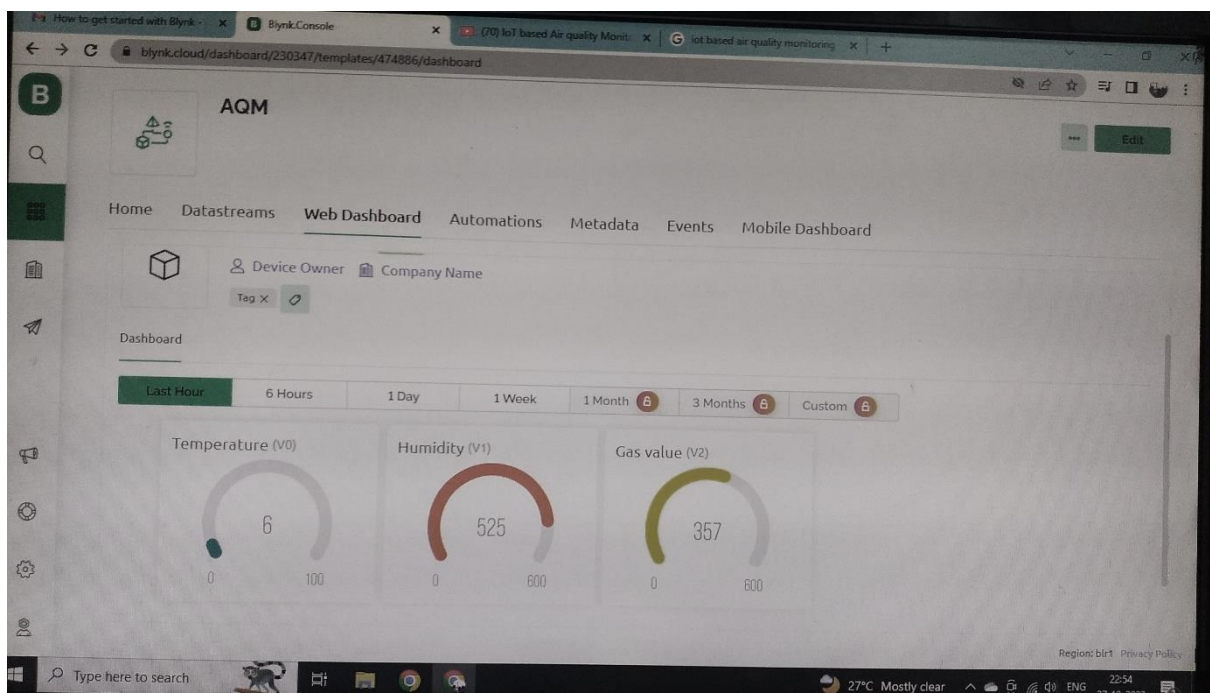 How to get started with Blynk -
Blynk.Console
(70) IoT based Air quality Monit
iot based air quality monitoring
blynk.cloud/dashboard/230347/templates/474886/dashboard
B
AQM
Edit
Home Datastreams Web Dashboard Automations Metadata Events Mobile Dashboard
Device Owner Company Name
Tag ×
Dashboard
Last Hour 6 Hours 1 Day 1 Week 1 Month 3 Months Custom
Temperature (V0) Humidity (V1) Gas value (V2)
6 525 357
0 100 0 600 0 600
Region: blr1 Privacy Policy
Type here to search
27°C Mostly clear ENG 22:54